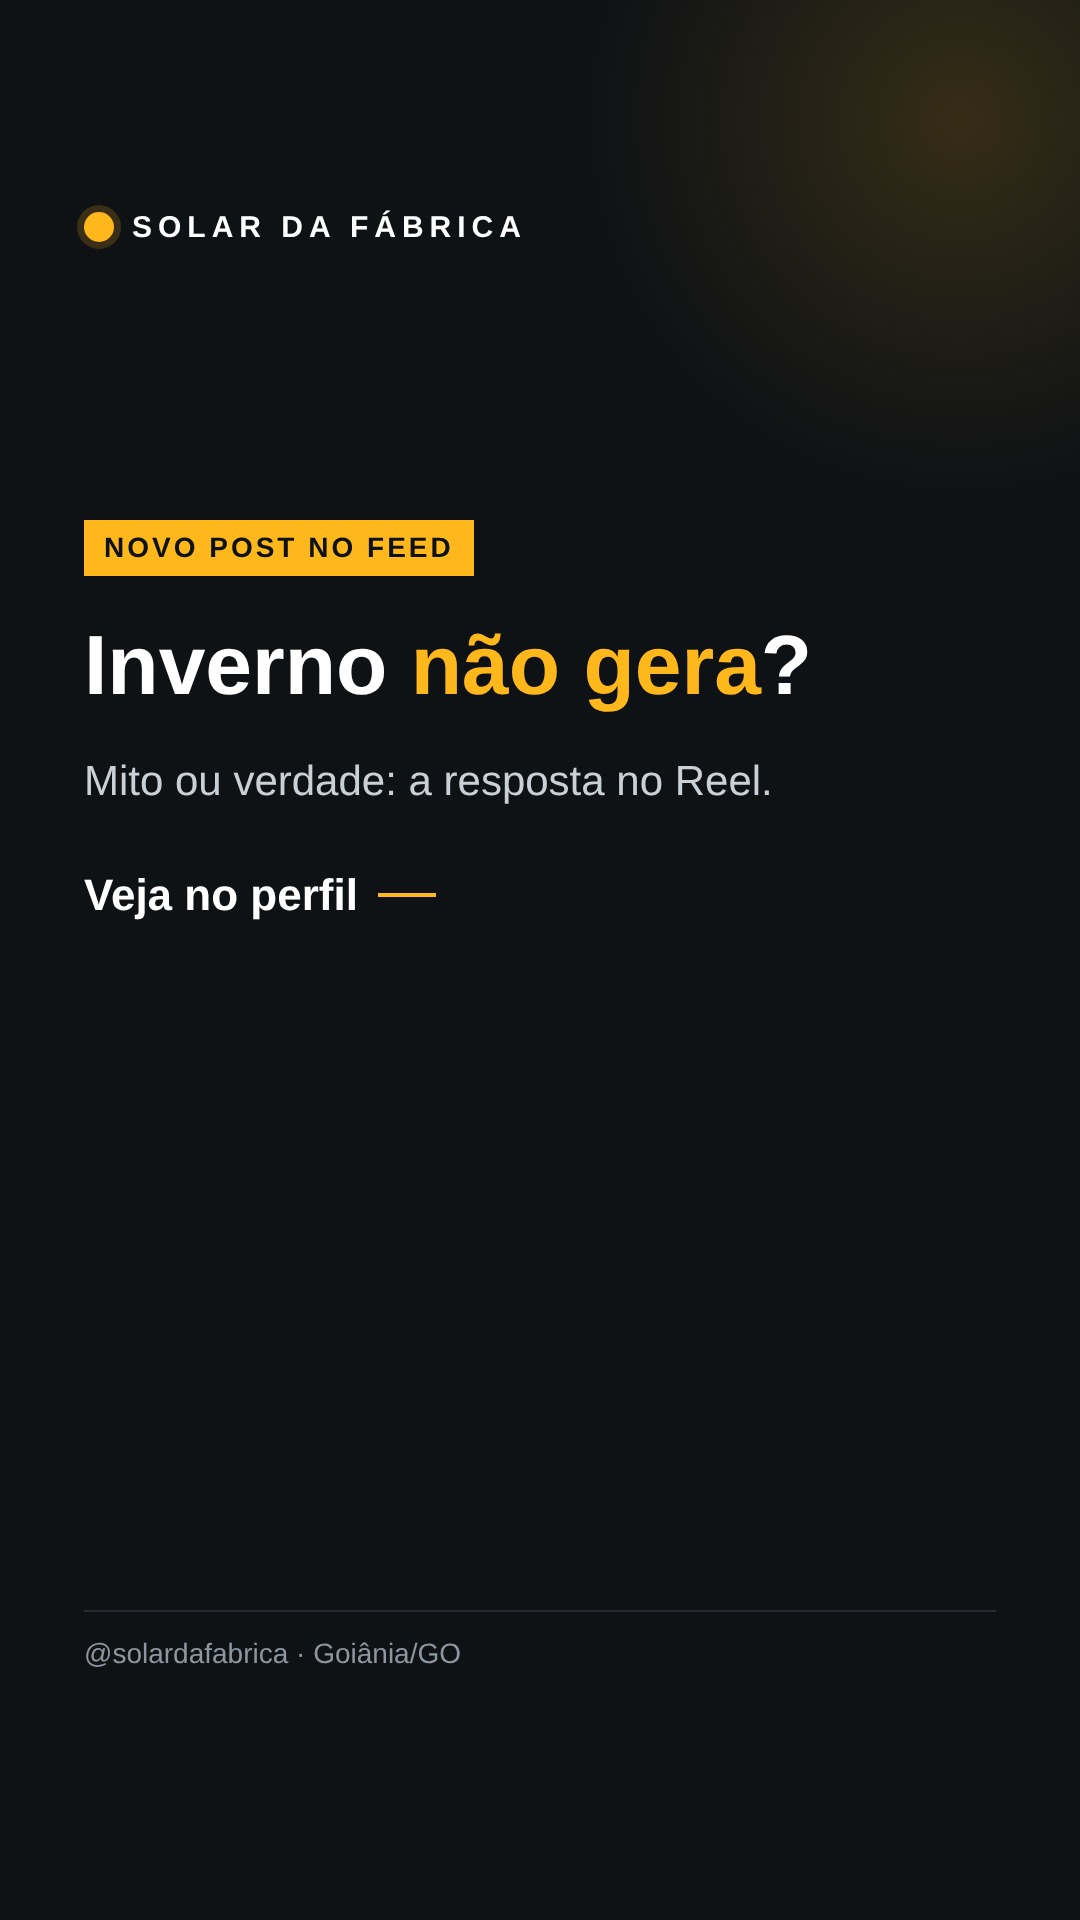 SOLAR DA FÁBRICA
NOVO POST NO FEED
Inverno não gera?
Mito ou verdade: a resposta no Reel.
Veja no perfil
@solardafabrica · Goiânia/GO